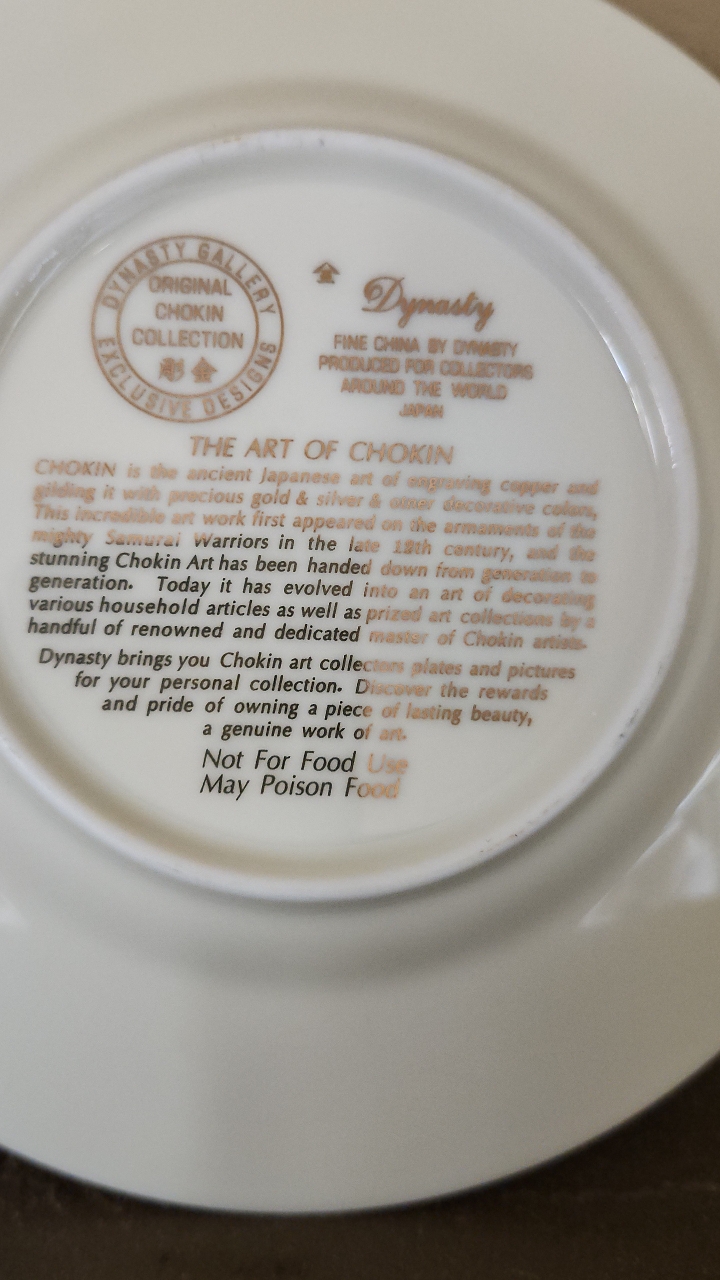 DYNASTY GALLERY
EXCLUSIVE DESIGNS
ORIGINAL
CHOKIN
COLLECTION
彫金
Dynasty
FINE CHINA BY DYNASTY
PRODUCED FOR COLLECTORS
AROUND THE WORLD
JAPAN
THE ART OF CHOKIN
CHOKIN is the ancient Japanese art of engraving copper and
gilding it with precious gold & silver & other decorative colors,
This incredible art work first appeared on the armaments of the
mighty Samurai Warriors in the late century, and the
stunning Chokin Art has been handed down from generation to
generation. Today it has evolved into an art of decorating
various household articles as well as prized art collections by a
handful of renowned and dedicated master of Chokin artists.
Dynasty brings you Chokin art collectors plates and pictures
for your personal collection. Discover the rewards
and pride of owning a piece of lasting beauty,
a genuine work of art.
Not For Food Use
May Poison Food